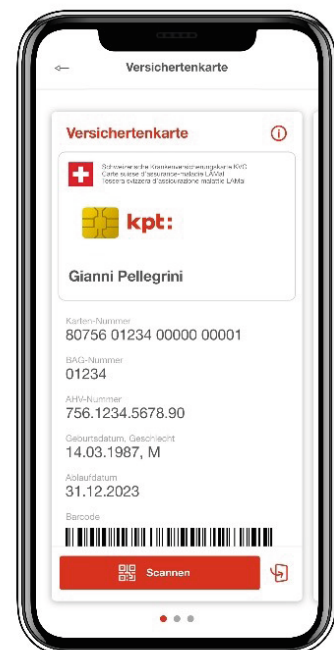 Versichertenkarte
Versichertenkarte
Schweizerische Krankenversicherungskarte KVG
Carte suisse d'assurance-maladie LAMal
Tessera svizzera d'assicurazione malattie LAMal
kpt:
Gianni Pellegrini
Karten-Nummer
80756 01234 00000 00001
BAG-Nummer
01234
AHV-Nummer
756.1234.5678.90
Geburtsdatum, Geschlecht
14.03.1987, M
Ablaufdatum
31.12.2023
Barcode
Scannen